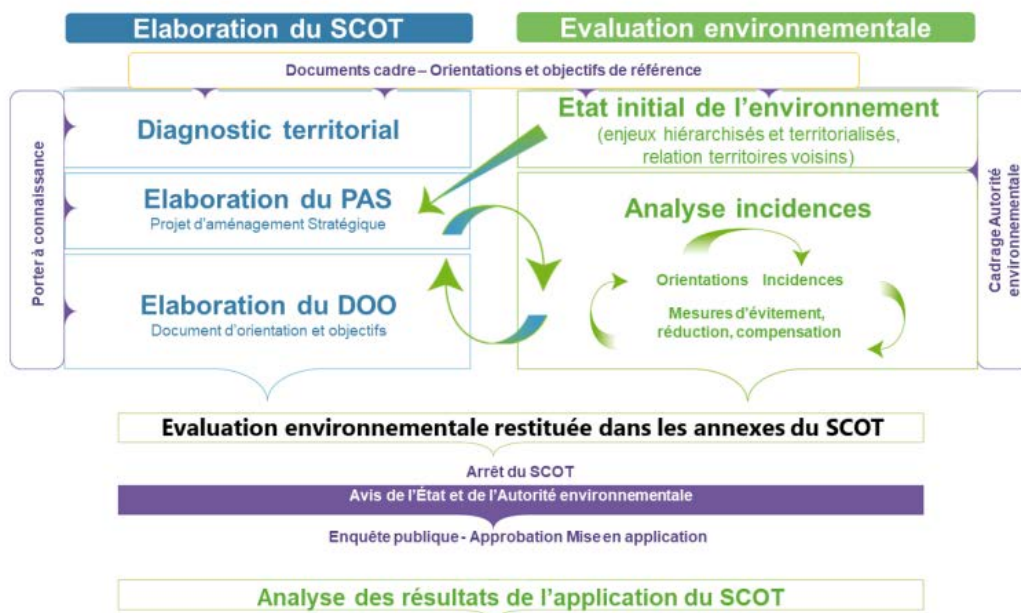 Elaboration du SCOT
Evaluation environnementale
Documents cadre – Orientations et objectifs de référence
Porter à connaissance
Diagnostic territorial
Etat initial de l'environnement
(enjeux hiérarchisés et territorialisés,
relation territoires voisins)
Cadrage Autorité
environnementale
Elaboration du PAS
Projet d'aménagement Stratégique
Analyse incidences
Orientations Incidences
Mesures d'évitement,
réduction, compensation
Elaboration du DOO
Document d'orientation et objectifs
Evaluation environnementale restituée dans les annexes du SCOT
Arrêt du SCOT
Avis de l'État et de l'Autorité environnementale
Enquête publique - Approbation Mise en application
Analyse des résultats de l'application du SCOT